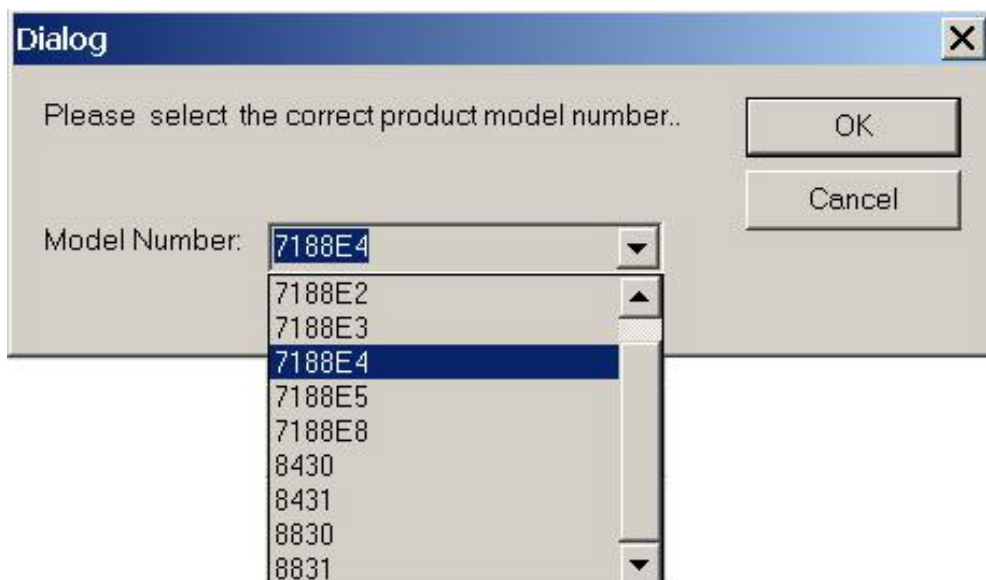 Dialog
Please select the correct product model number..
OK
Cancel
Model Number: 7188E4
7188E2
7188E3
7188E4
7188E5
7188E8
8430
8431
8830
8831